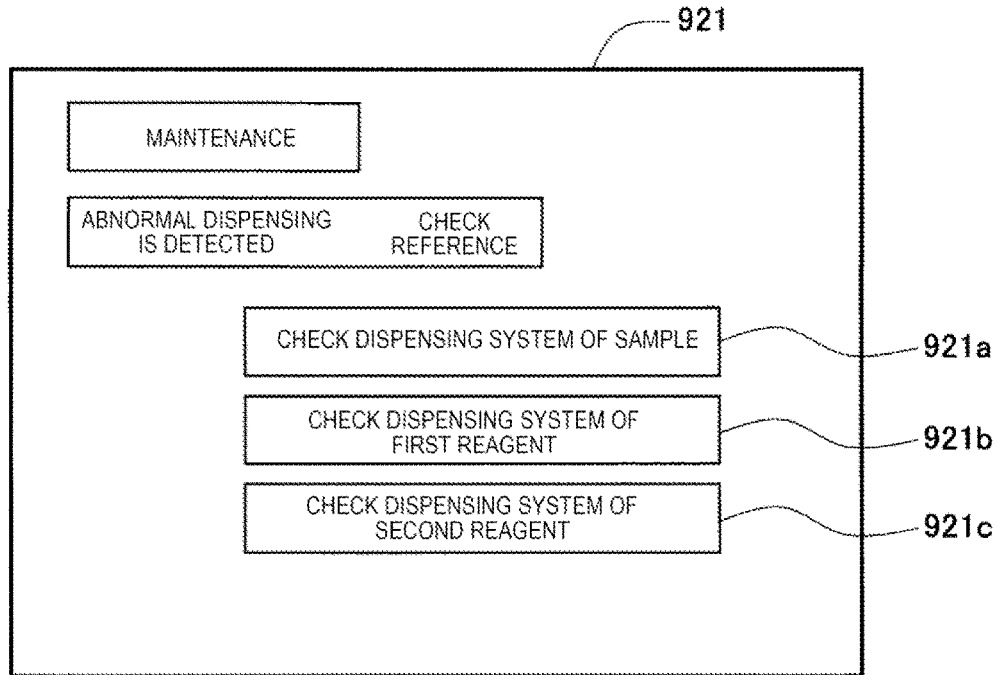 921
MAINTENANCE
ABNORMAL DISPENSING CHECK
IS DETECTED REFERENCE
CHECK DISPENSING SYSTEM OF SAMPLE
921a
CHECK DISPENSING SYSTEM OF
FIRST REAGENT
921b
CHECK DISPENSING SYSTEM OF
SECOND REAGENT
921c